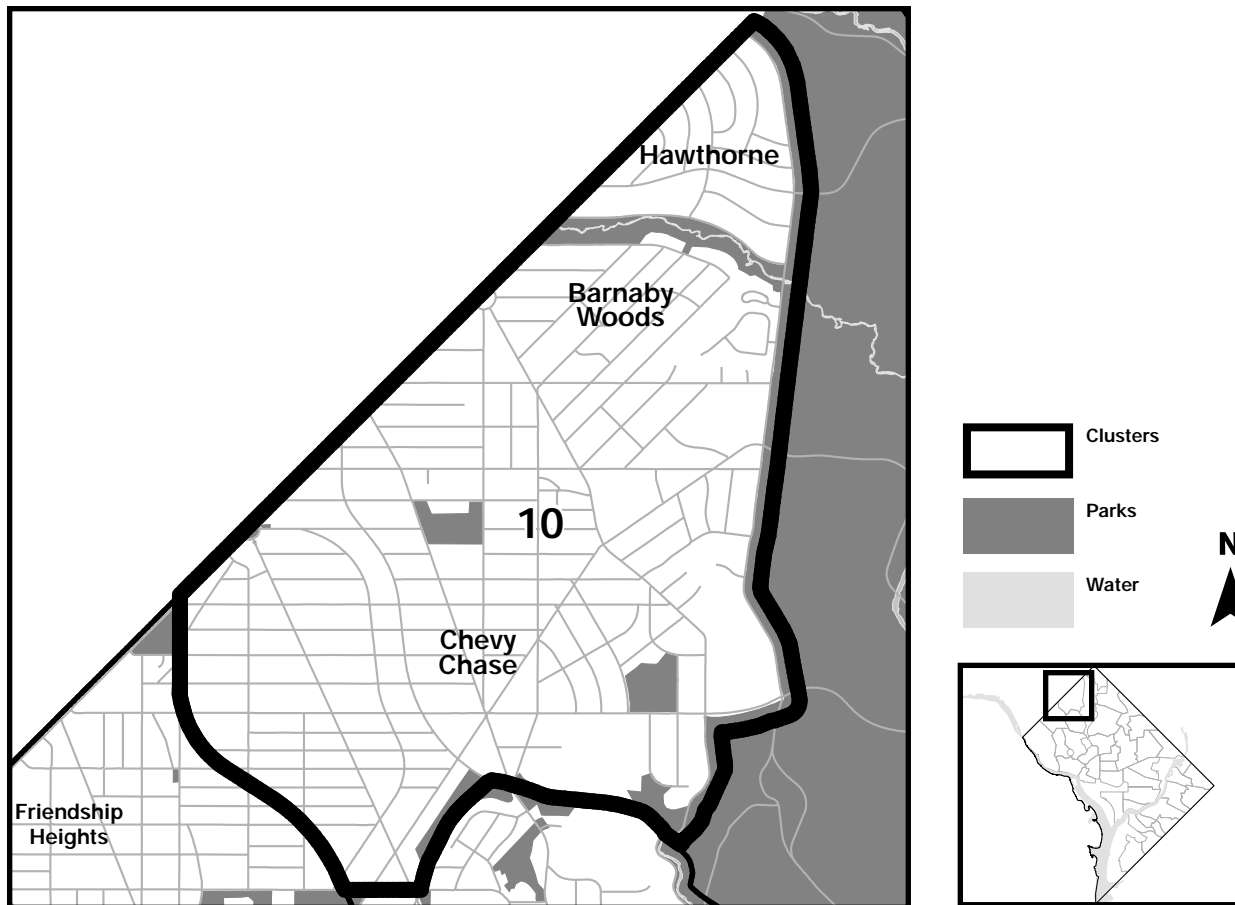 Hawthorne
Barnaby
Woods
10
Chevy
Chase
Friendship
Heights
Clusters
Parks
Water
N